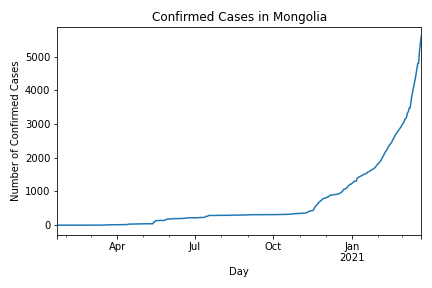 Confirmed Cases in Mongolia
Number of Confirmed Cases
5000
4000
3000
2000
1000
0
Apr Jul Oct Jan
2021
Day